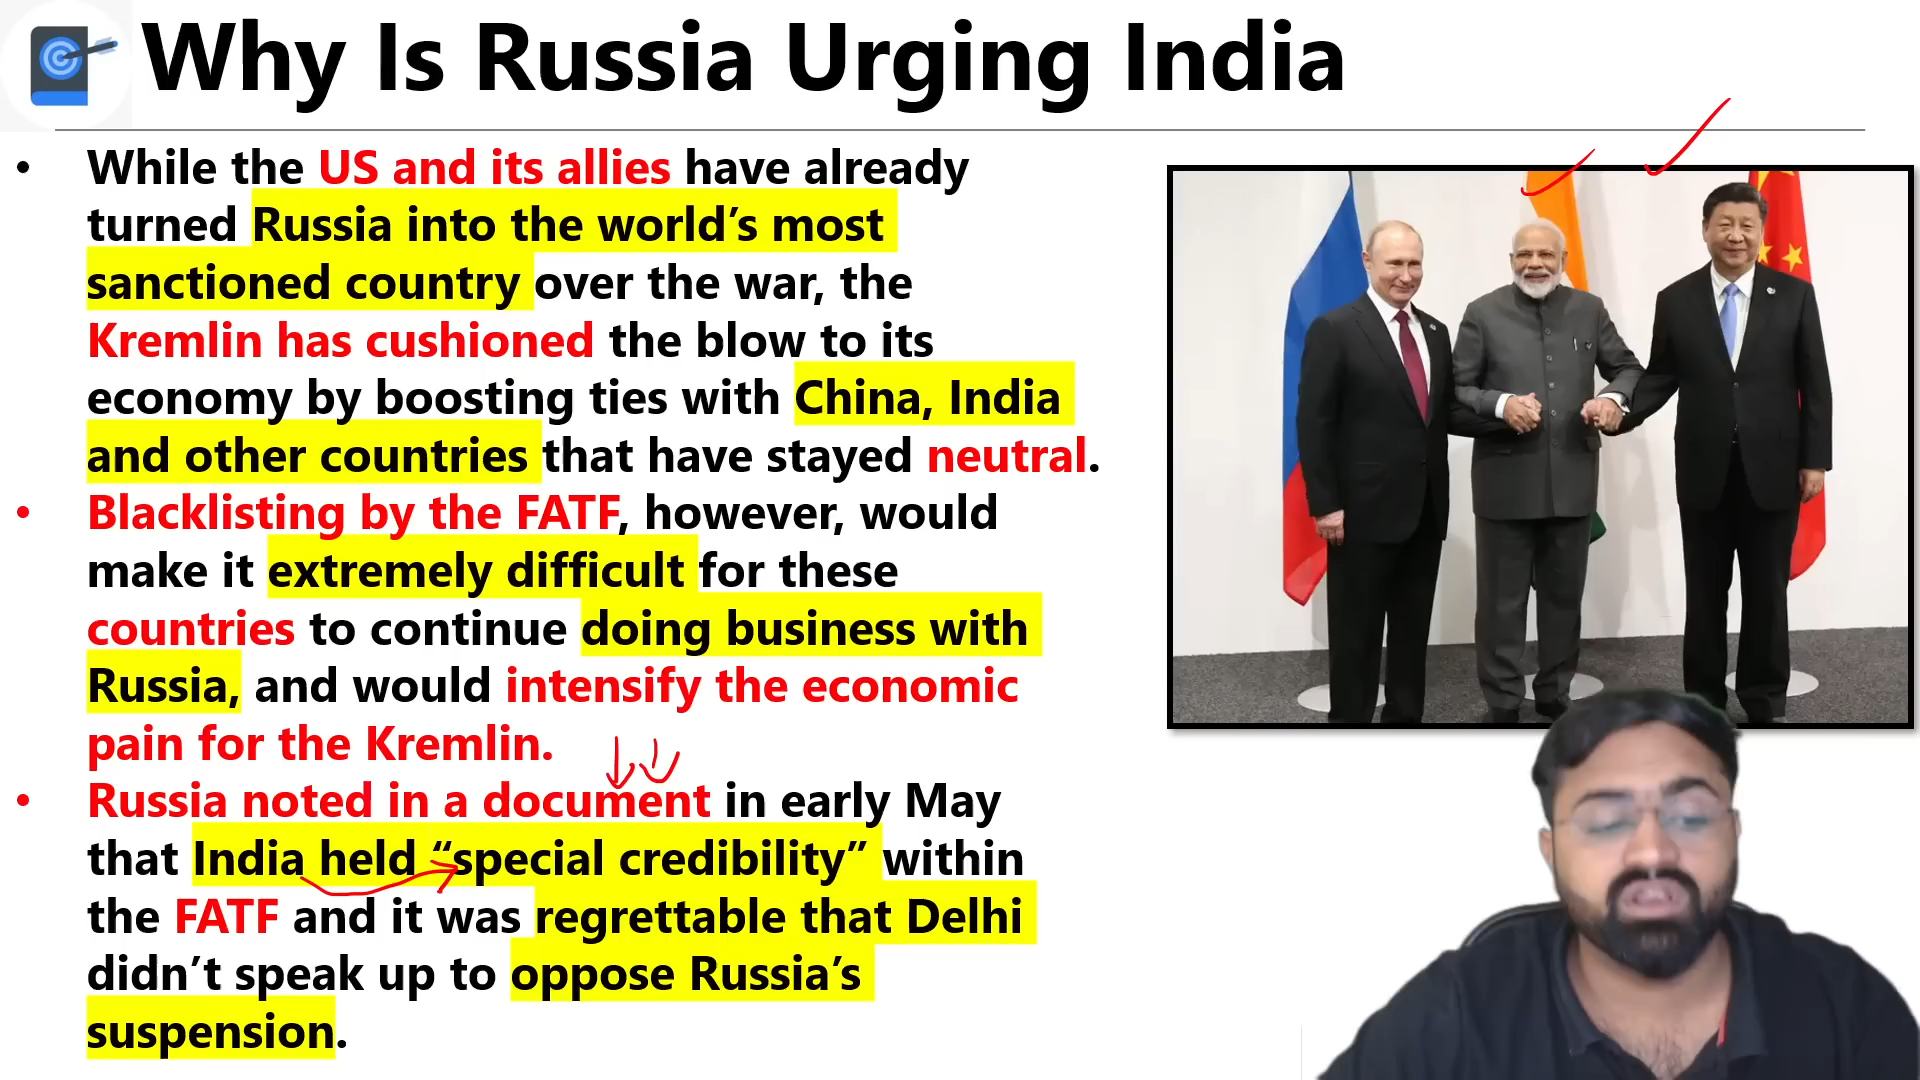 Why Is Russia Urging India
• While the US and its allies have already
turned Russia into the world’s most
sanctioned country over the war, the
Kremlin has cushioned the blow to its
economy by boosting ties with China, India
and other countries that have stayed neutral.
• Blacklisting by the FATF, however, would
make it extremely difficult for these
countries to continue doing business with
Russia, and would intensify the economic
pain for the Kremlin.
• Russia noted in a document in early May
that India held “special credibility” within
the FATF and it was regrettable that Delhi
didn’t speak up to oppose Russia’s
suspension.